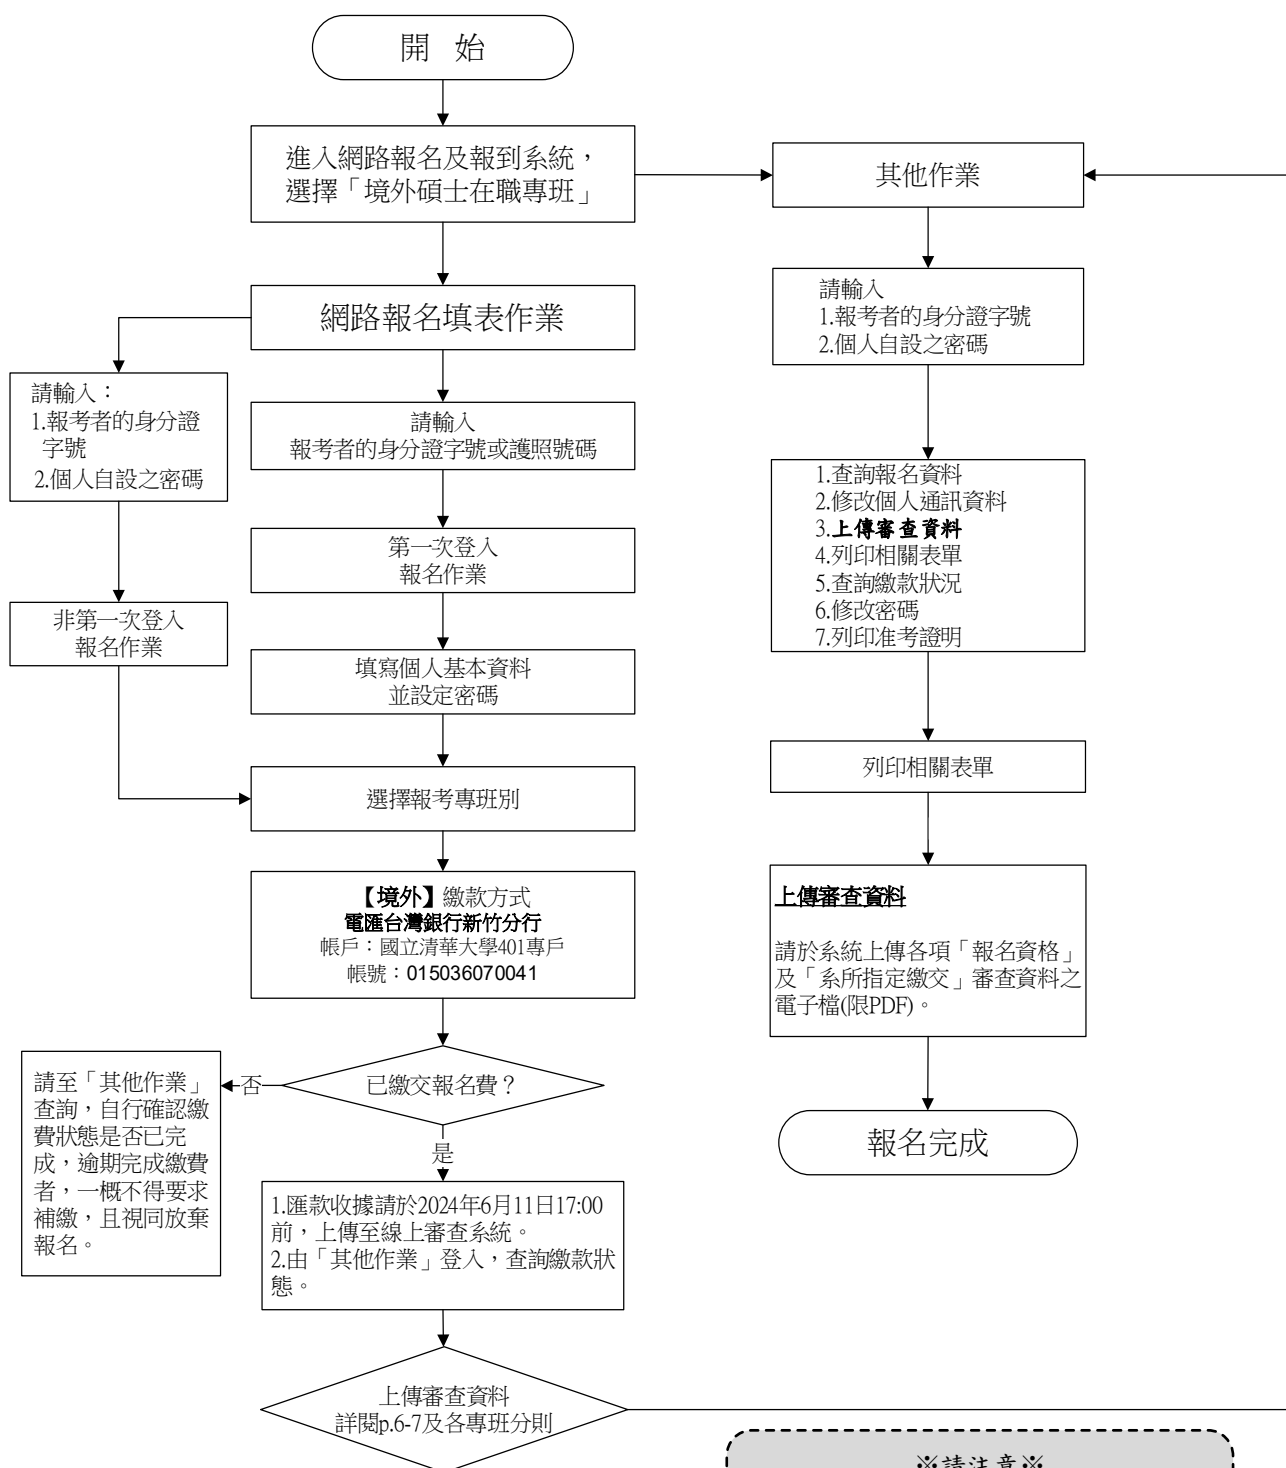 開 始
進入網路報名及報到系統，
選擇「境外碩士在職專班」
其他作業
網路報名填表作業
請輸入
1.報考者的身分證字號
2.個人自設之密碼
請輸入：
1.報考者的身分證
字號
2.個人自設之密碼
請輸入
報考者的身分證字號或護照號碼
第一次登入
報名作業
非第一次登入
報名作業
填寫個人基本資料
並設定密碼
1.查詢報名資料
2.修改個人通訊資料
3.上傳審查資料
4.列印相關表單
5.查詢繳款狀況
6.修改密碼
7.列印准考證明
選擇報考專班別
列印相關表單
【境外】繳款方式
電匯台灣銀行新竹分行
帳戶：國立清華大學401專戶
帳號：015036070041
上傳審查資料
請於系統上傳各項「報名資格」
及「系所指定繳交」審查資料之
電子檔(限PDF)。
已繳交報名費？
否
請至「其他作業」
查詢，自行確認繳
費狀態是否已完
成，逾期完成繳費
者，一概不得要求
補繳，且視同放棄
報名。
是
報名完成
1.匯款收據請於2024年6月11日17:00
前，上傳至線上審查系統。
2.由「其他作業」登入，查詢繳款狀
態。
上傳審查資料
詳閱p.6-7及各專班分則
※請注意※